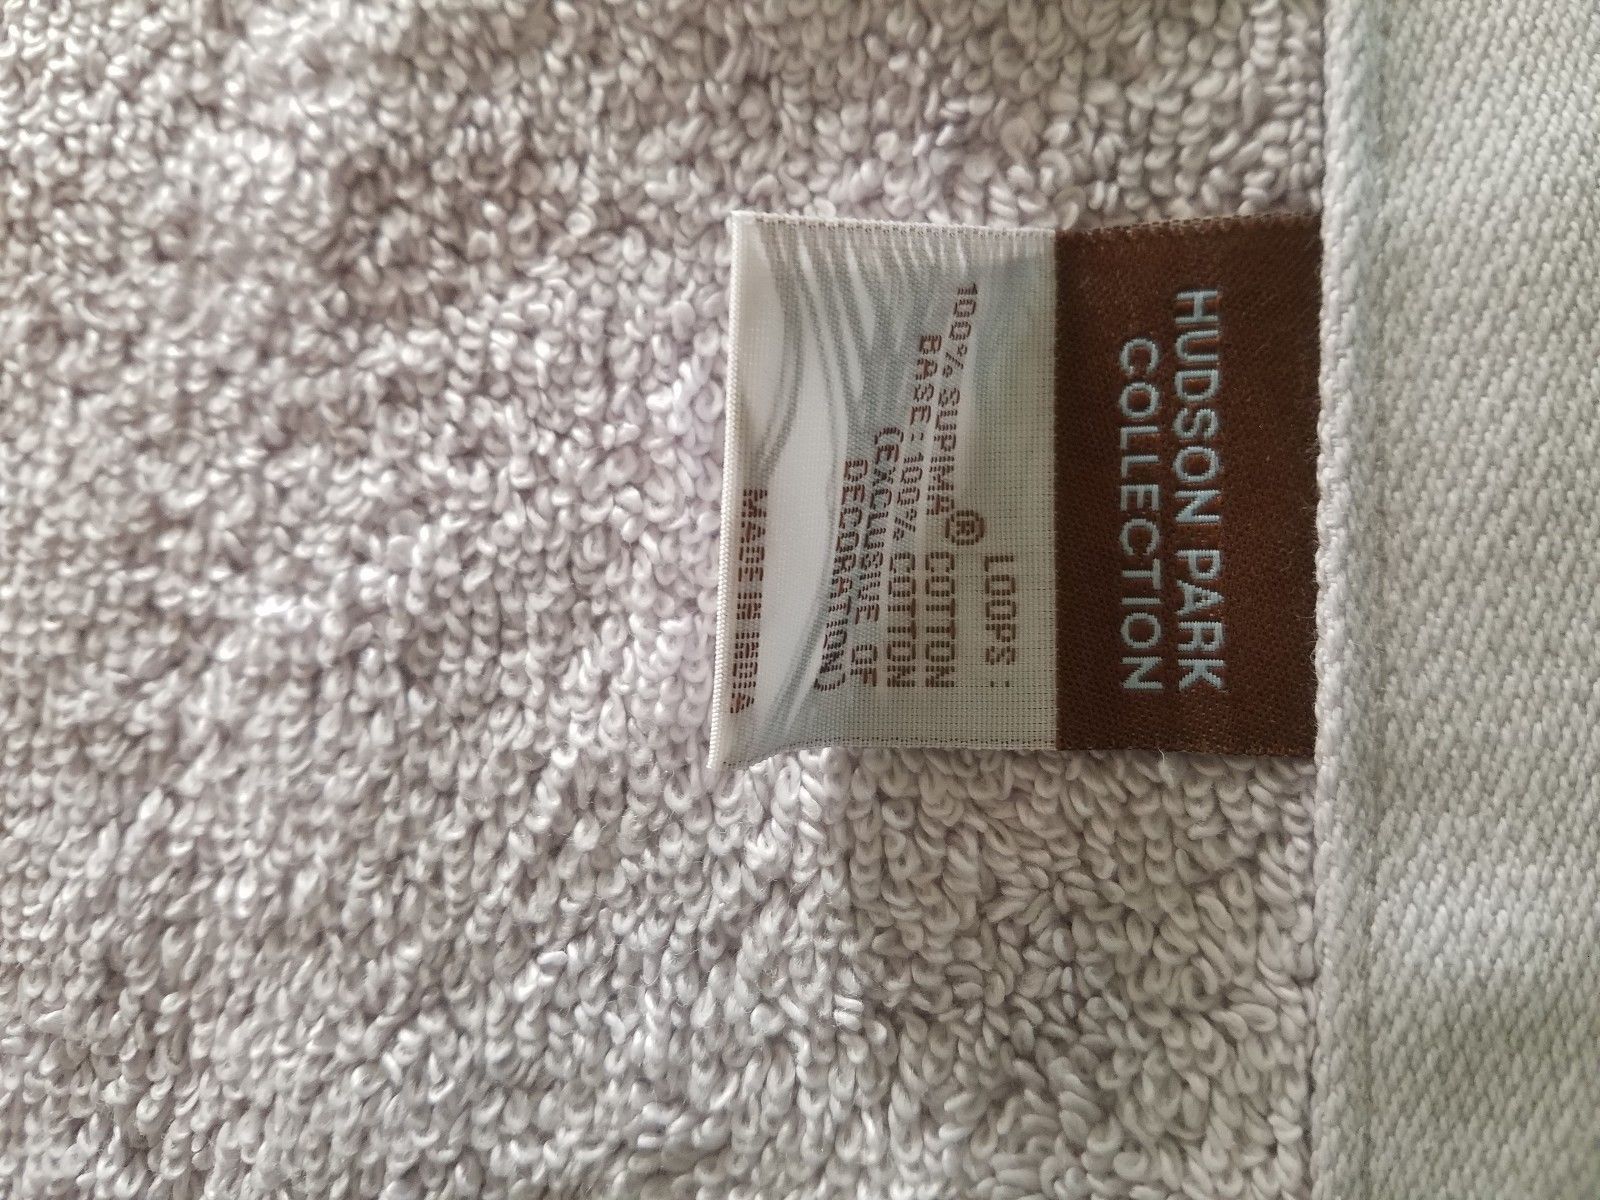 HUDSON PARK
COLLECTION
LOOPS :
100% SUPIMA® COTTON
BASE : 100% COTTON
(EXCLUSIVE OF
DECORATION)
MADE IN INDIA